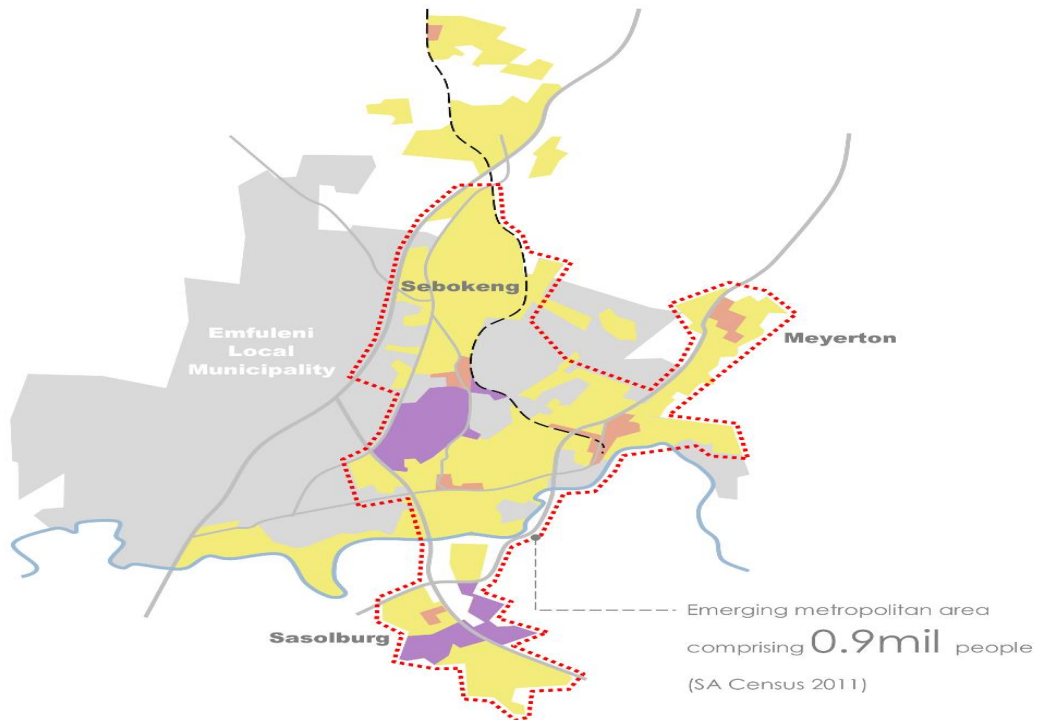 Sebokeng
Emfuleni
Local
Municipality
Meyerton
Sasolburg
Emerging metropolitan area
comprising 0.9mil people
(SA Census 2011)